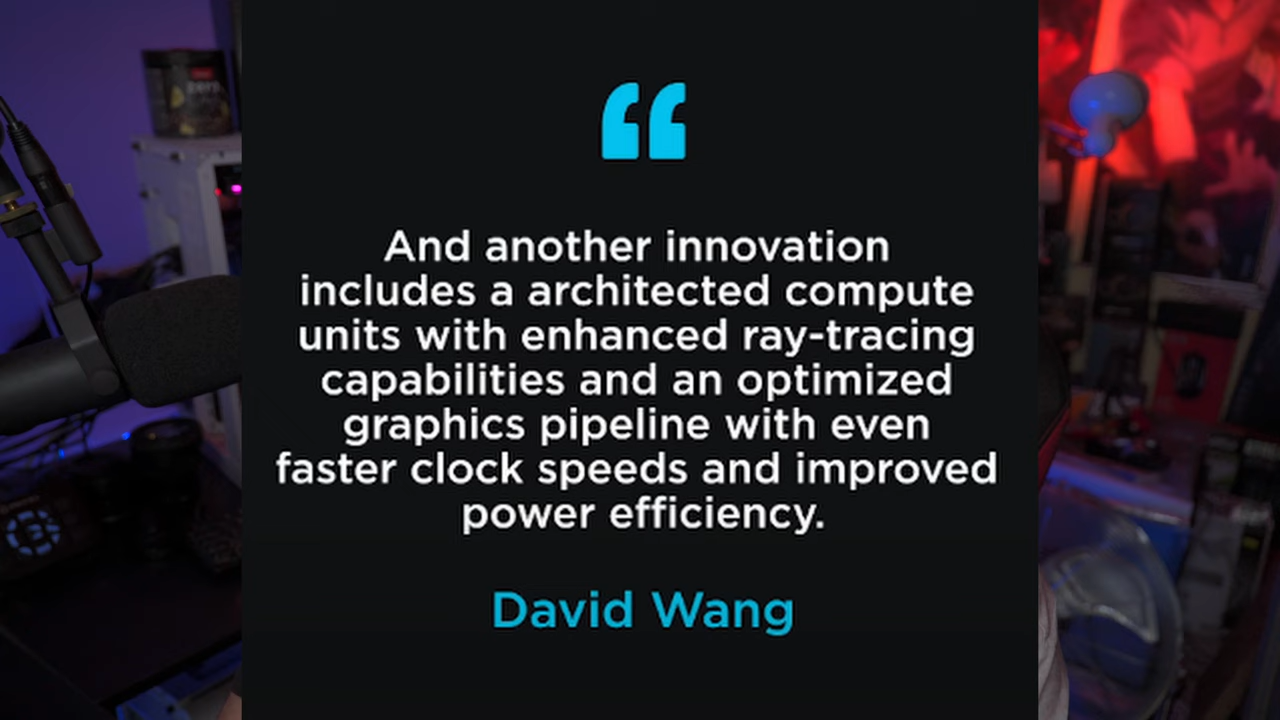 “
And another innovation
includes a architected compute
units with enhanced ray-tracing
capabilities and an optimized
graphics pipeline with even
faster clock speeds and improved
power efficiency.
David Wang